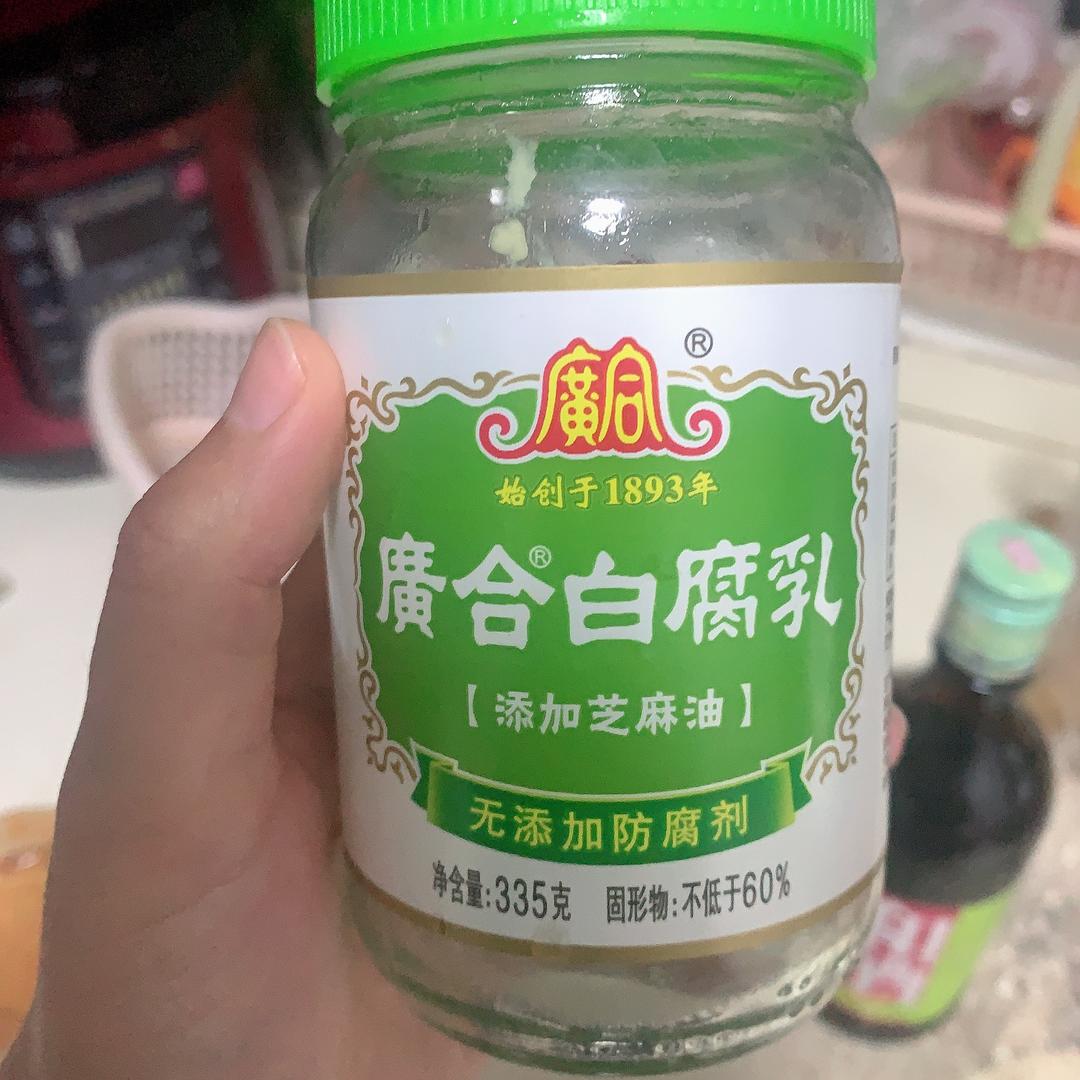 廣合®
始创于1893年
廣合®白腐乳
【添加芝麻油】
无添加防腐剂
净含量:335克 固形物:不低于60%